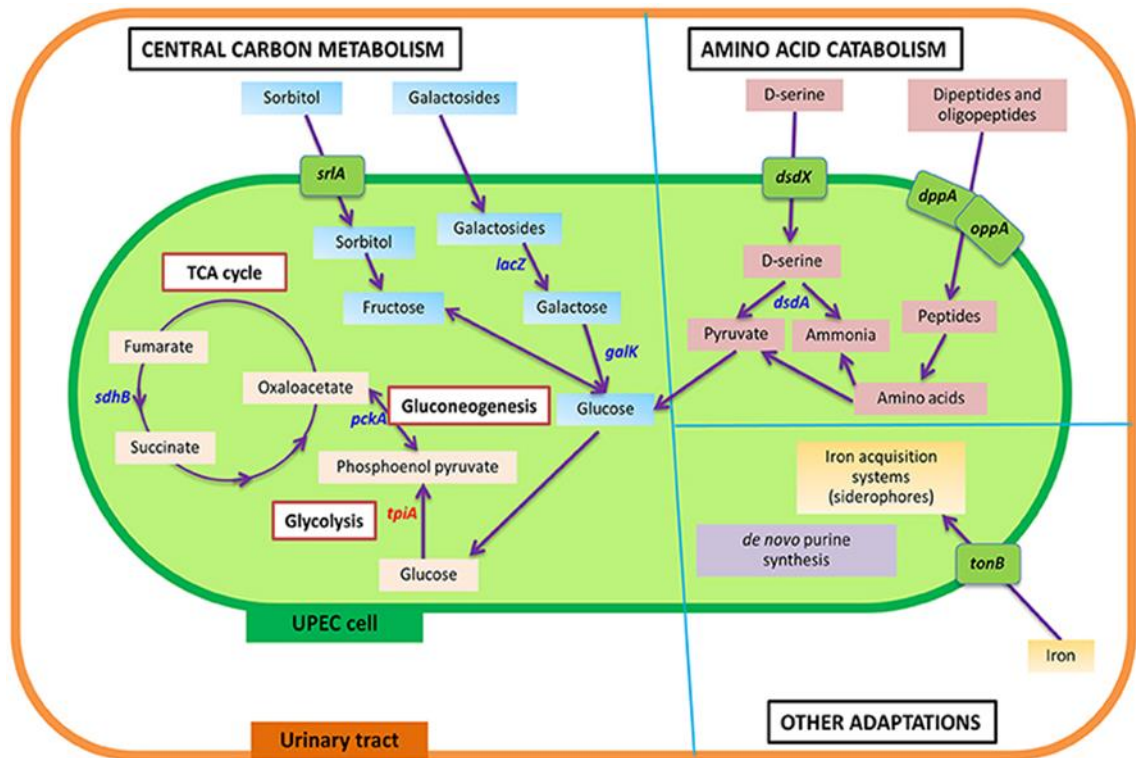 CENTRAL CARBON METABOLISM
AMINO ACID CATABOLISM
Sorbitol
Galactosides
D-serine
Dipeptides and
oligopeptides
srlA
dsdX
dppA
oppA
Sorbitol
Galactosides
lacZ
D-serine
TCA cycle
Fructose
Galactose
dsdA
Pyruvate
Ammonia
Peptides
Fumarate
galK
sdhB
Oxaloacetate
pckA
Gluconeogenesis
Glucose
Amino acids
Succinate
Phosphoenol pyruvate
Iron acquisition
systems
(siderophores)
Glycolysis
tpiA
de novo purine
synthesis
Glucose
tonB
UPEC cell
Iron
OTHER ADAPTATIONS
Urinary tract